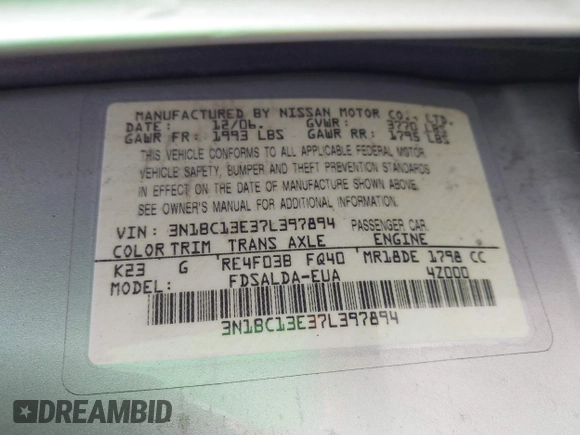 MANUFACTURED BY NISSAN MOTOR CO., LTD.
DATE: 12/06. GVWR: 3770 LBS
GAWR FR: 1993 LBS GAWR RR: 1795 LBS
THIS VEHICLE CONFORMS TO ALL APPLICABLE FEDERAL MOTOR
VEHICLE SAFETY, BUMPER AND THEFT PREVENTION STANDARDS
IN EFFECT ON THE DATE OF MANUFACTURE SHOWN ABOVE.
SEE OWNER'S MANUAL FOR ADDITIONAL INFORMATION.
VIN: 3N1BC13E37L397894 PASSENGER CAR
COLOR TRIM TRANS AXLE ENGINE
K23 G RE4F03B FQ40 MR18DE 1798 CC
MODEL: FDSALDA-EUA 4Z000
3N1BC13E37L397894
DREAMBID